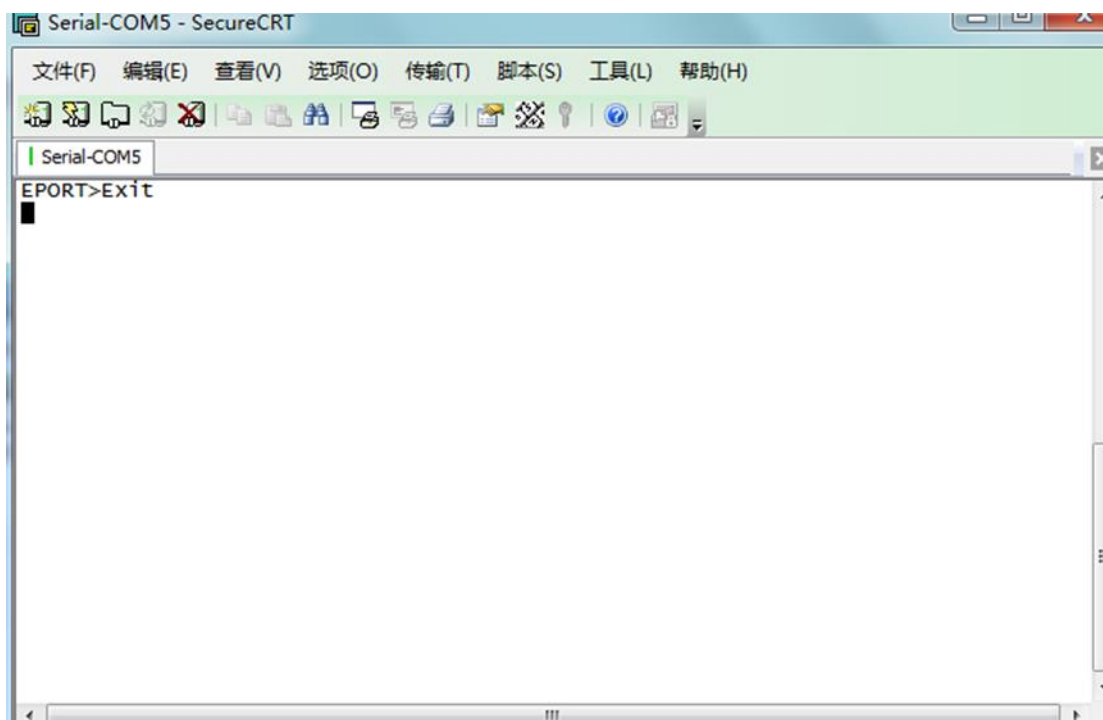 Serial-COM5 - SecureCRT
文件(F) 编辑(E) 查看(V) 选项(O) 传输(T) 脚本(S) 工具(L) 帮助(H)
Serial-COM5
EPORT>Exit